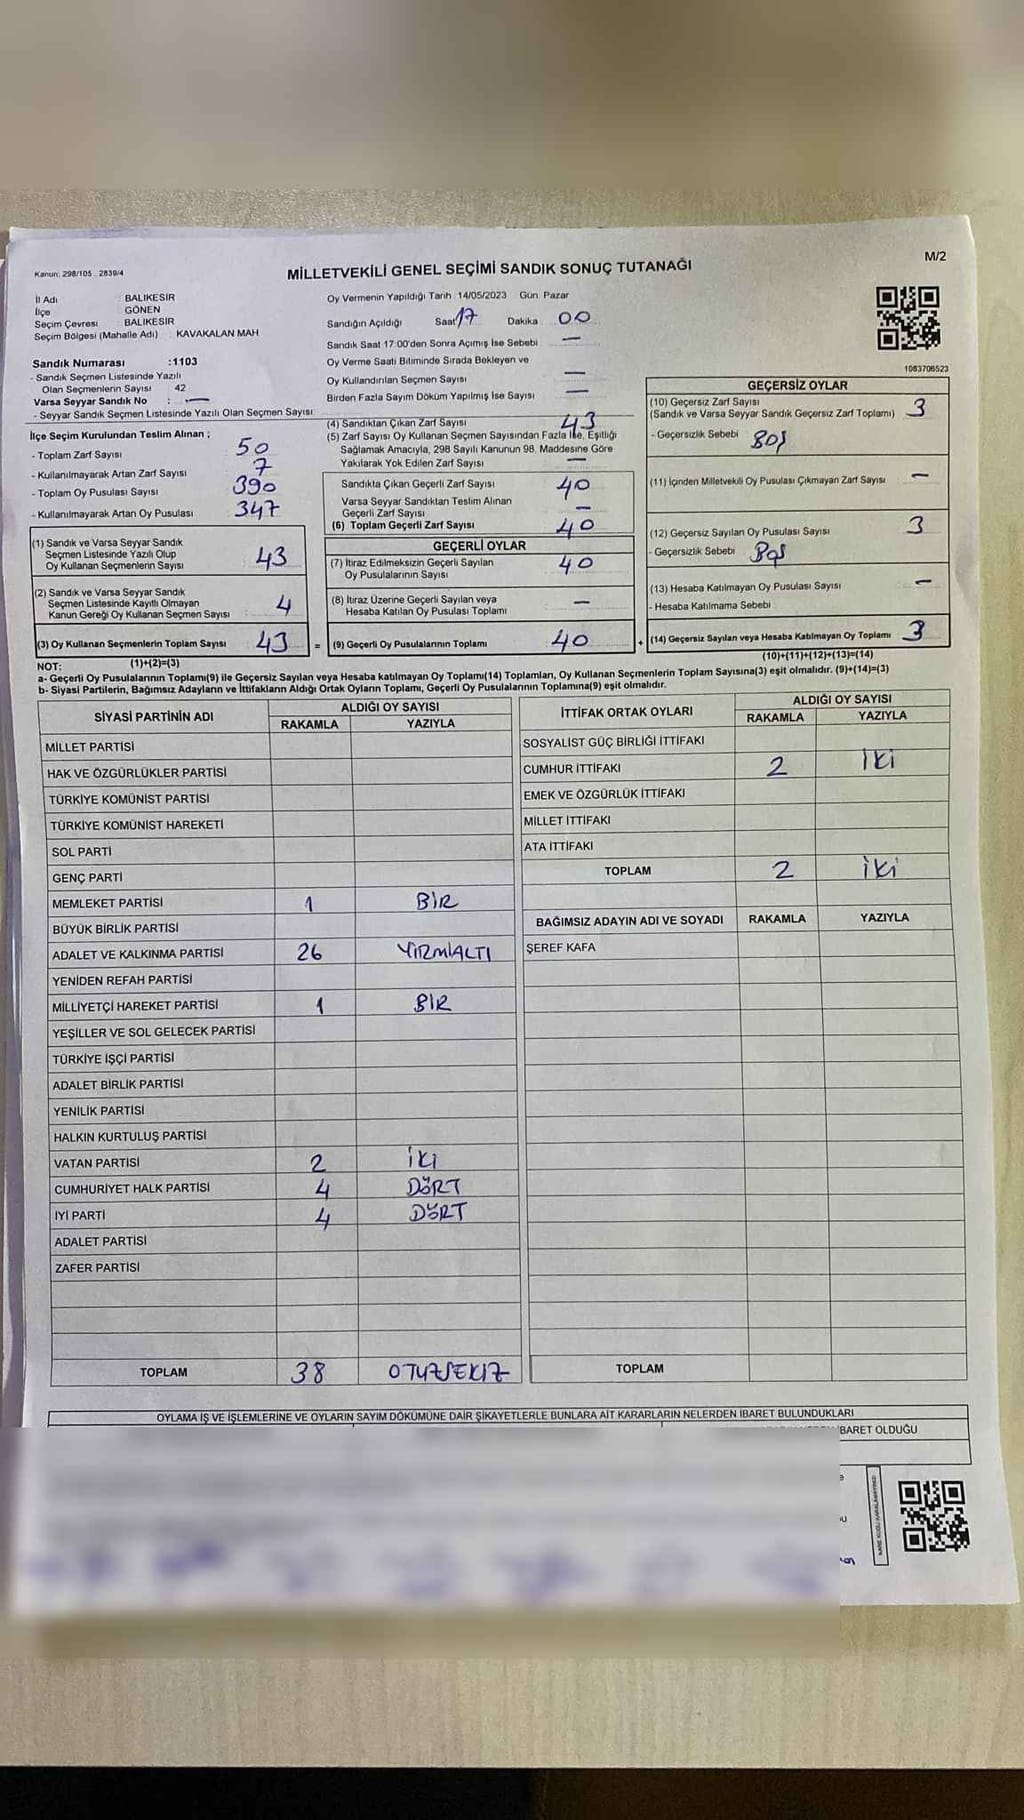 Kanun: 298/105 . 2839/4
MİLLETVEKİLİ GENEL SEÇİMİ SANDIK SONUÇ TUTANAĞI
M/2
İl Adı BALIKESİR
İlçe GÖNEN
Seçim Çevresi BALIKESİR
Seçim Bölgesi (Mahalle Adı) : KAVAKALAN MAH
Sandık Numarası :1103
- Sandık Seçmen Listesinde Yazılı
Olan Seçmenlerin Sayısı : 42
Varsa Seyyar Sandık No : —
- Seyyar Sandık Seçmen Listesinde Yazılı Olan Seçmen Sayısı
Oy Vermenin Yapıldığı Tarih 14/05/2023 Gün Pazar
Sandığın Açıldığı Saat 17 Dakika 00
Sandık Saat 17:00'den Sonra Açımış İse Sebebi —
Oy Verme Saati Bitiminde Sırada Bekleyen ve
Oy Kullandırılan Seçmen Sayısı —
Birden Fazla Sayım Döküm Yapılmış İse Sayısı —
1083706523
İlçe Seçim Kurulundan Teslim Alınan ;
- Toplam Zarf Sayısı 50
- Kullanılmayarak Artan Zarf Sayısı 7
- Toplam Oy Pusulası Sayısı 390
- Kullanılmayarak Artan Oy Pusulası 347
(1) Sandık ve Varsa Seyyar Sandık
Seçmen Listesinde Yazılı Olup
Oy Kullanan Seçmenlerin Sayısı 43
(2) Sandık ve Varsa Seyyar Sandık
Seçmen Listesinde Kayıtlı Olmayan
Kanun Gereği Oy Kullanan Seçmen Sayısı 4
(3) Oy Kullanan Seçmenlerin Toplam Sayısı 43 =
(4) Sandıktan Çıkan Zarf Sayısı 43
(5) Zarf Sayısı Oy Kullanan Seçmen Sayısından Fazla İse, Eşitliği
Sağlamak Amacıyla, 298 Sayılı Kanunun 98. Maddesine Göre
Yakılarak Yok Edilen Zarf Sayısı —
Sandıkta Çıkan Geçerli Zarf Sayısı 40
Varsa Seyyar Sandıktan Teslim Alınan
Geçerli Zarf Sayısı —
(6) Toplam Geçerli Zarf Sayısı 40
GEÇERLİ OYLAR
(7) İtiraz Edilmeksizin Geçerli Sayılan
Oy Pusulalarının Sayısı 40
(8) İtiraz Üzerine Geçerli Sayılan veya
Hesaba Katılan Oy Pusulası Toplamı —
(9) Geçerli Oy Pusulalarının Toplamı 40 +
GEÇERSİZ OYLAR
(10) Geçersiz Zarf Sayısı
(Sandık ve Varsa Seyyar Sandık Geçersiz Zarf Toplamı) 3
- Geçersizlik Sebebi Boş
(11) İçinden Milletvekili Oy Pusulası Çıkmayan Zarf Sayısı —
(12) Geçersiz Sayılan Oy Pusulası Sayısı 3
- Geçersizlik Sebebi Boş
(13) Hesaba Katılmayan Oy Pusulası Sayısı —
- Hesaba Katılmama Sebebi
(14) Geçersiz Sayılan veya Hesaba Katılmayan Oy Toplamı 3
NOT: (1)+(2)=(3)
(10)+(11)+(12)+(13)=(14)
a- Geçerli Oy Pusulalarının Toplamı(9) ile Geçersiz Sayılan veya Hesaba katılmayan Oy Toplamı(14) Toplamları, Oy Kullanan Seçmenlerin Toplam Sayısına(3) eşit olmalıdır. (9)+(14)=(3)
b- Siyasi Partilerin, Bağımsız Adayların ve İttifakların Aldığı Ortak Oyların Toplamı, Geçerli Oy Pusulalarının Toplamına(9) eşit olmalıdır.
SİYASİ PARTİNİN ADI
ALDIĞI OY SAYISI
RAKAMLA YAZIYLA
MİLLET PARTİSİ
HAK VE ÖZGÜRLÜKLER PARTİSİ
TÜRKİYE KOMÜNİST PARTİSİ
TÜRKİYE KOMÜNİST HAREKETİ
SOL PARTİ
GENÇ PARTİ
MEMLEKET PARTİSİ 1 BİR
BÜYÜK BİRLİK PARTİSİ
ADALET VE KALKINMA PARTİSİ 26 YİRMİALTI
YENİDEN REFAH PARTİSİ
MİLLİYETÇİ HAREKET PARTİSİ 1 BİR
YEŞİLLER VE SOL GELECEK PARTİSİ
TÜRKİYE İŞÇİ PARTİSİ
ADALET BİRLİK PARTİSİ
YENİLİK PARTİSİ
HALKIN KURTULUŞ PARTİSİ
VATAN PARTİSİ 2 İKİ
CUMHURİYET HALK PARTİSİ 4 DÖRT
İYİ PARTİ 4 DÖRT
ADALET PARTİSİ
ZAFER PARTİSİ
TOPLAM 38 OTUZSEKİZ
İTTİFAK ORTAK OYLARI
ALDIĞI OY SAYISI
RAKAMLA YAZIYLA
SOSYALİST GÜÇ BİRLİĞİ İTTİFAKI
CUMHUR İTTİFAKI 2 İKİ
EMEK VE ÖZGÜRLÜK İTTİFAKI
MİLLET İTTİFAKI
ATA İTTİFAKI
TOPLAM 2 İKİ
BAĞIMSIZ ADAYIN ADI VE SOYADI RAKAMLA YAZIYLA
ŞEREF KAFA
TOPLAM
OYLAMA İŞ VE İŞLEMLERİNE VE OYLARIN SAYIM DÖKÜMÜNE DAİR ŞİKAYETLERLE BUNLARA AİT KARARLARIN NELERDEN İBARET BULUNDUKLARI
İBARET OLDUĞU